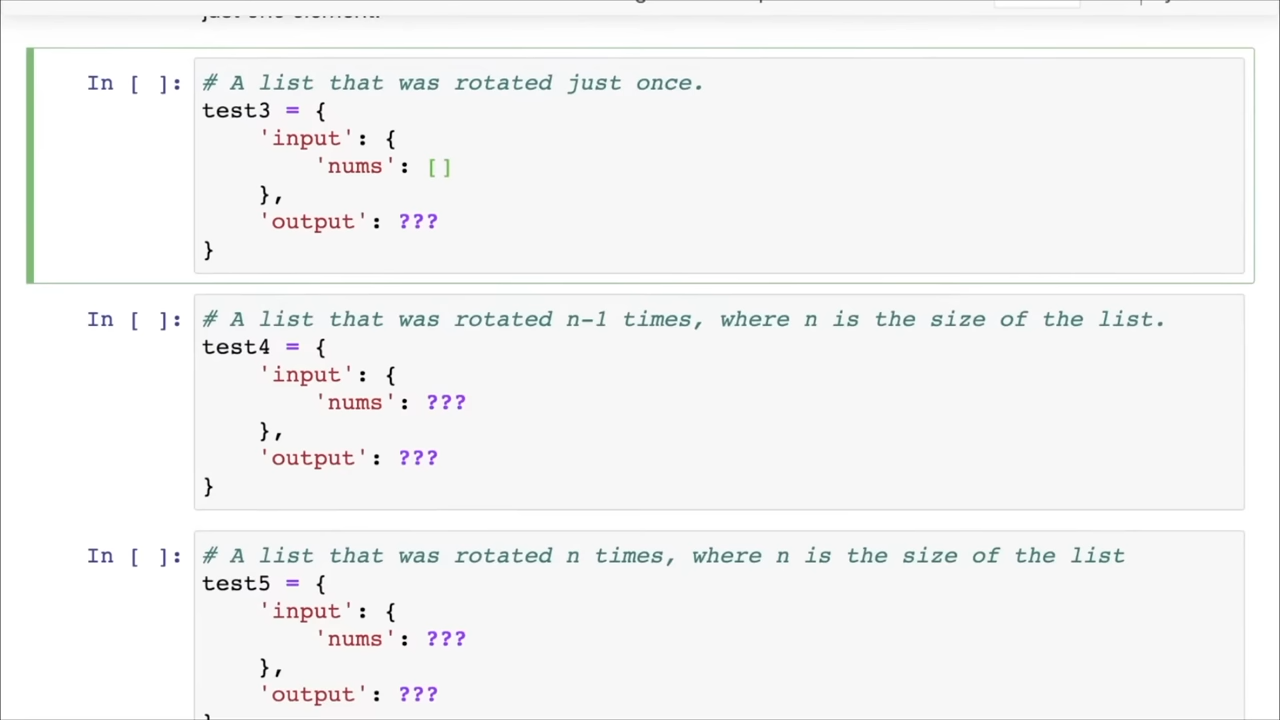 In [ ]: # A list that was rotated just once.
test3 = {
    'input': {
        'nums': []
    },
    'output': ???
}
In [ ]: # A list that was rotated n-1 times, where n is the size of the list.
test4 = {
    'input': {
        'nums': ???
    },
    'output': ???
}
In [ ]: # A list that was rotated n times, where n is the size of the list
test5 = {
    'input': {
        'nums': ???
    },
    'output': ???